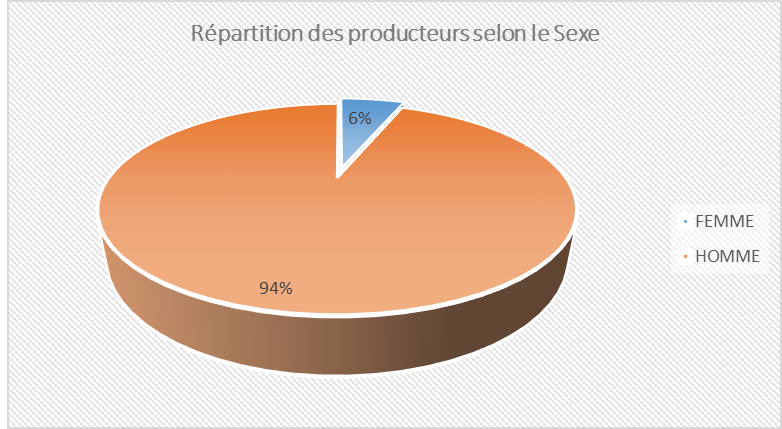 Répartition des producteurs selon le Sexe
6%
FEMME
HOMME
94%